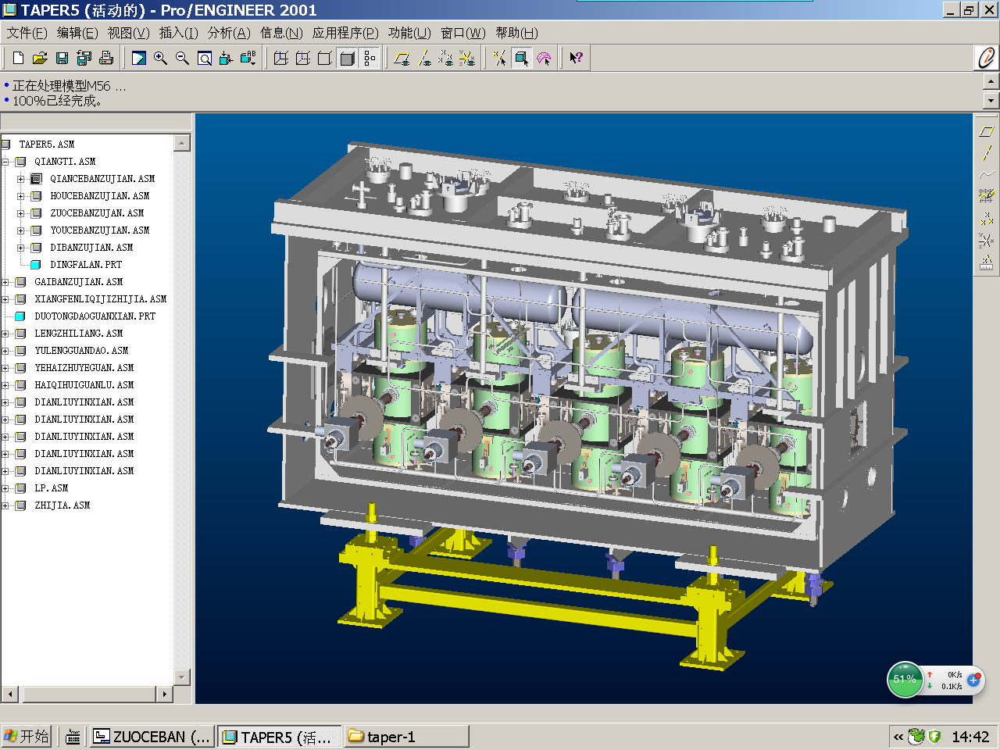 TAPER5 (活动的) - Pro/ENGINEER 2001
文件(F) 编辑(E) 视图(V) 插入(I) 分析(A) 信息(N) 应用程序(P) 功能(U) 窗口(W) 帮助(H)
正在处理模型M56 ...
100%已经完成。
TAPER5.ASM
QIANGTI.ASM
QIANCEBANZUJIAN.ASM
HOUCEBANZUJIAN.ASM
ZUOCEBANZUJAN.ASM
YOUCEBANZUJIAN.ASM
DIBANZUJIAN.ASM
DINGFALAN.PRT
GAIBANZUJIAN.ASM
XIANGFENLIQIJIZHIJIA.ASM
DUOTONGDAOGUANXIAN.PRT
LENGZHILIANG.ASM
YULENGGUANDAO.ASM
YEHAIZHUYEGUAN.ASM
HAIQIHUIGUANLU.ASM
DIANLIUYINXIAN.ASM
DIANLIUYINXIAN.ASM
DIANLIUYINXIAN.ASM
DIANLIUYINXIAN.ASM
DIANLIUYINXIAN.ASM
LP.ASM
ZHIJIA.ASM
51%
0K/s
0.1K/s
开始
ZUOCEBAN (...
TAPER5 (活...
taper-1
14:42